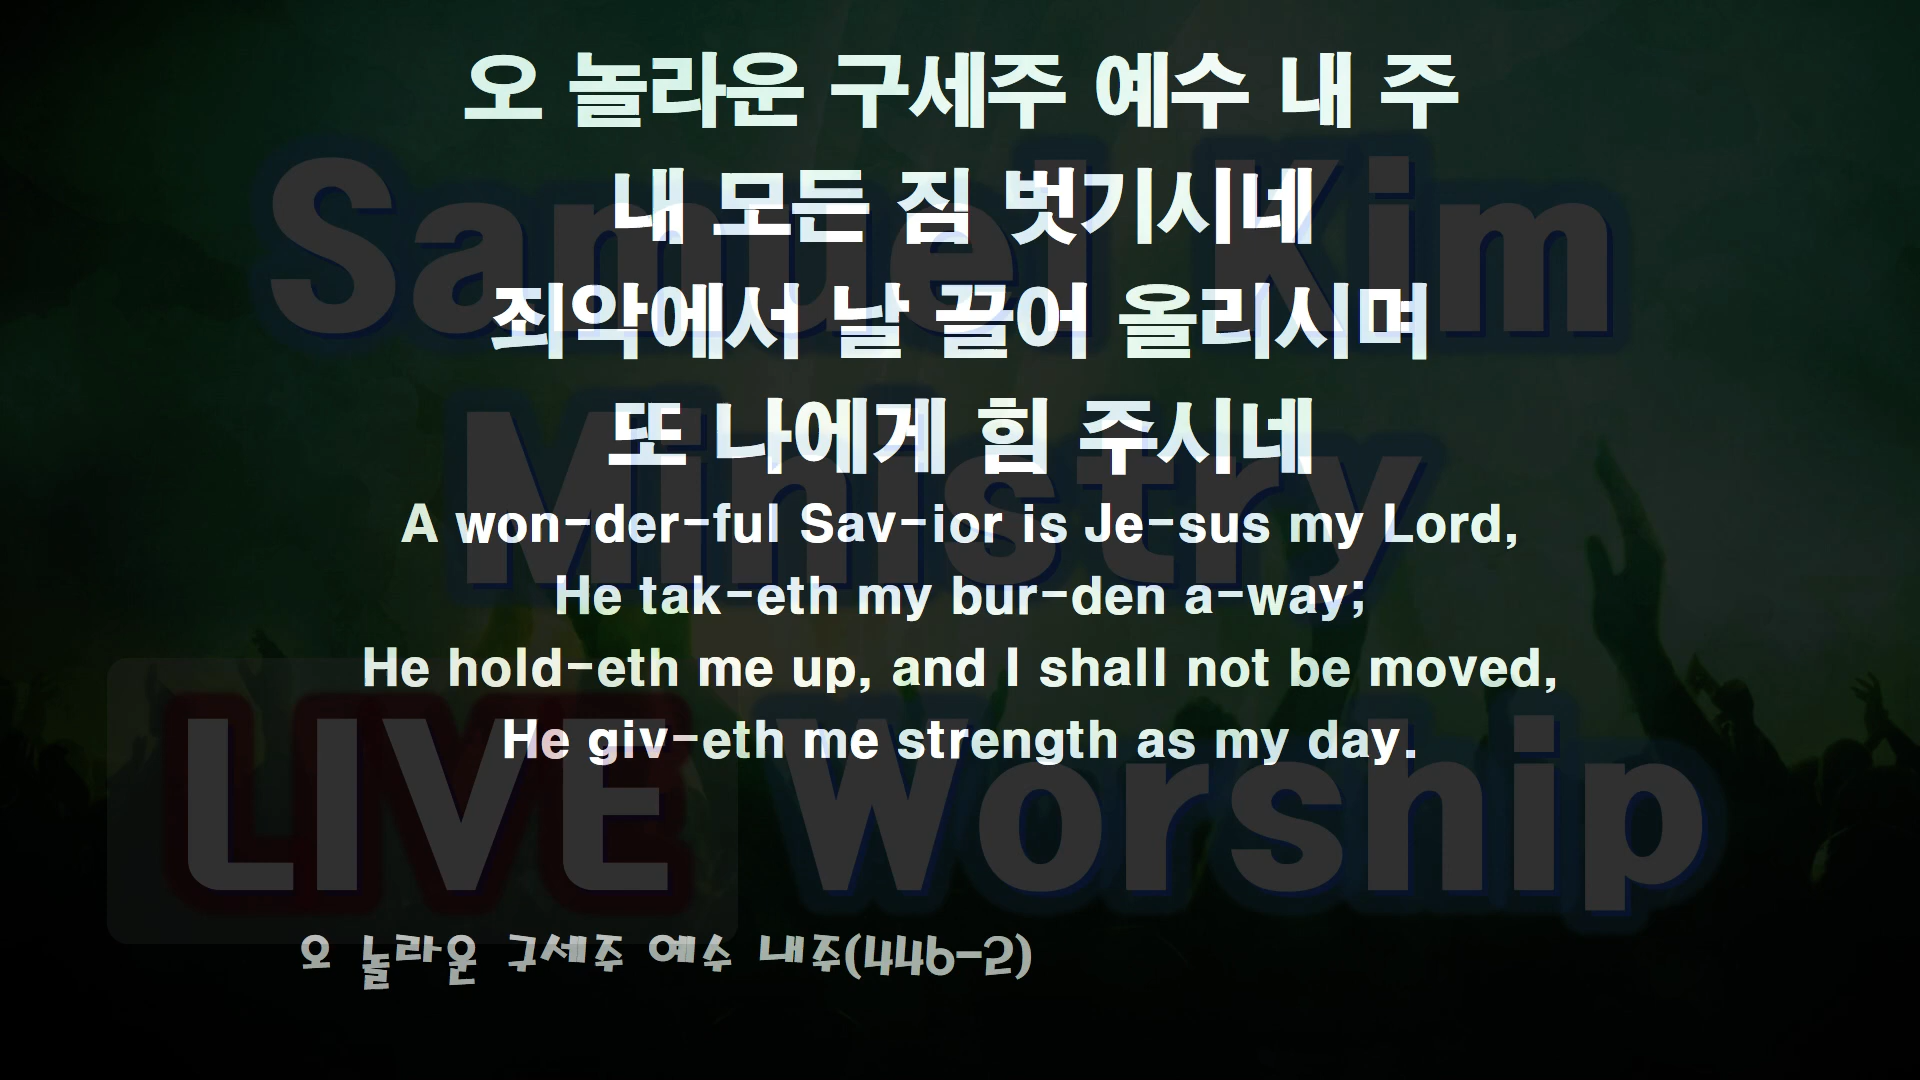 오 놀라운 구세주 예수 내 주
내 모든 짐 벗기시네
죄악에서 날 끌어 올리시며
또 나에게 힘 주시네
A won-der-ful Sav-ior is Je-sus my Lord,
He tak-eth my bur-den a-way;
He hold-eth me up, and I shall not be moved,
He giv-eth me strength as my day.
Samuel Kim
Ministry
LIVE Worship
오 놀라운 구세주 예수 내주(446-5)